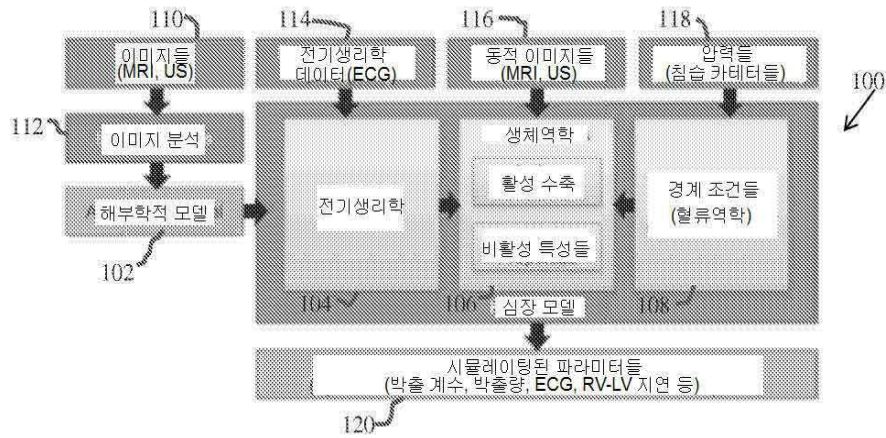 110
114
116
118
이미지들
(MRI, US)
전기생리학
데이터(ECG)
동적 이미지들
(MRI, US)
압력들
(침습 카테터들)
100
112
이미지 분석
생체역학
활성 수축
전기생리학
경계 조건들
(혈류역학)
해부학적 모델
비활성 특성들
102
104
106
심장 모델
108
시뮬레이팅된 파라미터들
(박출 계수, 박출량, ECG, RV-LV 지연 등)
120